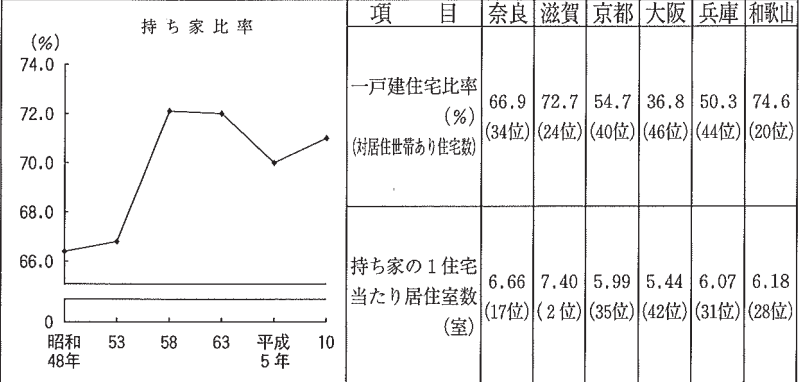 持ち家比率
(%)
74.0
72.0
70.0
68.0
66.0
0
昭和48年 53 58 63 平成5年 10
項目 奈良 滋賀 京都 大阪 兵庫 和歌山
一戸建住宅比率
(%)
(対居住世帯あり住宅数)
66.9 72.7 54.7 36.8 50.3 74.6
(34位) (24位) (40位) (46位) (44位) (20位)
持ち家の1住宅
当たり居住室数
(室)
6.66 7.40 5.99 5.44 6.07 6.18
(17位) (2位) (35位) (42位) (31位) (28位)